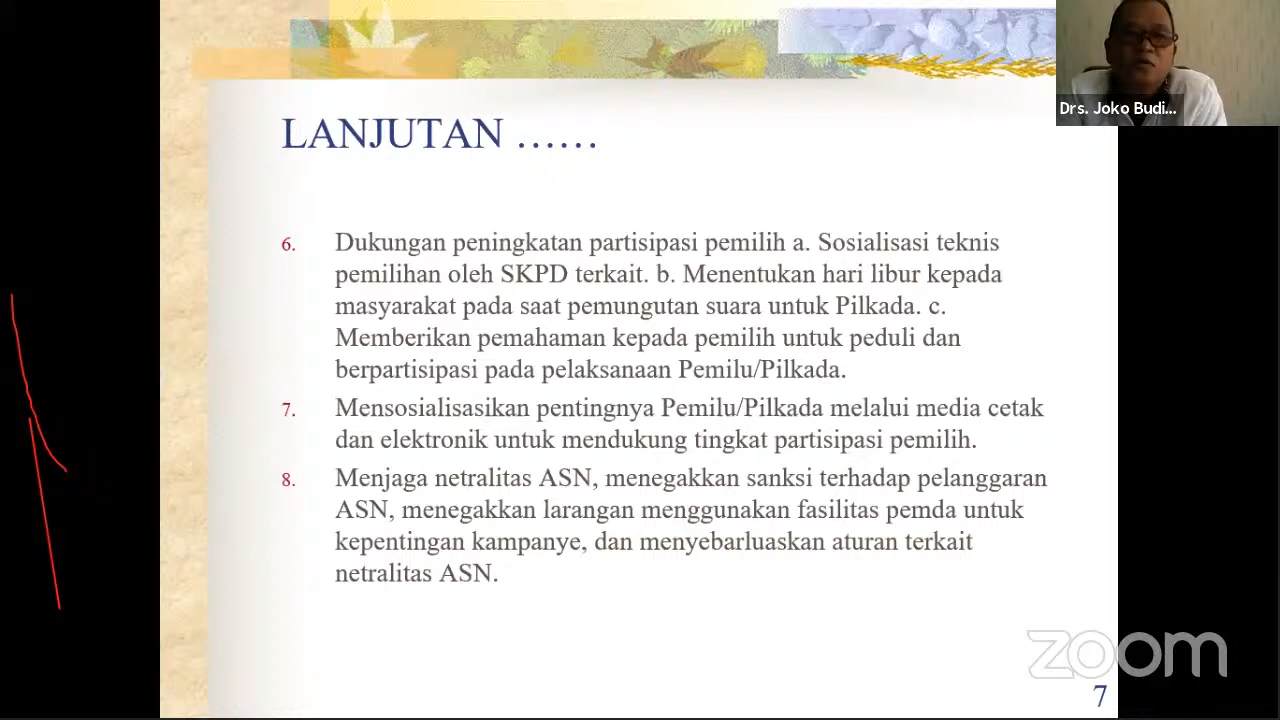 Drs. Joko Budi...
LANJUTAN ......
6. Dukungan peningkatan partisipasi pemilih a. Sosialisasi teknis
pemilihan oleh SKPD terkait. b. Menentukan hari libur kepada
masyarakat pada saat pemungutan suara untuk Pilkada. c.
Memberikan pemahaman kepada pemilih untuk peduli dan
berpartisipasi pada pelaksanaan Pemilu/Pilkada.
7. Mensosialisasikan pentingnya Pemilu/Pilkada melalui media cetak
dan elektronik untuk mendukung tingkat partisipasi pemilih.
8. Menjaga netralitas ASN, menegakkan sanksi terhadap pelanggaran
ASN, menegakkan larangan menggunakan fasilitas pemda untuk
kepentingan kampanye, dan menyebarluaskan aturan terkait
netralitas ASN.
zoom
7